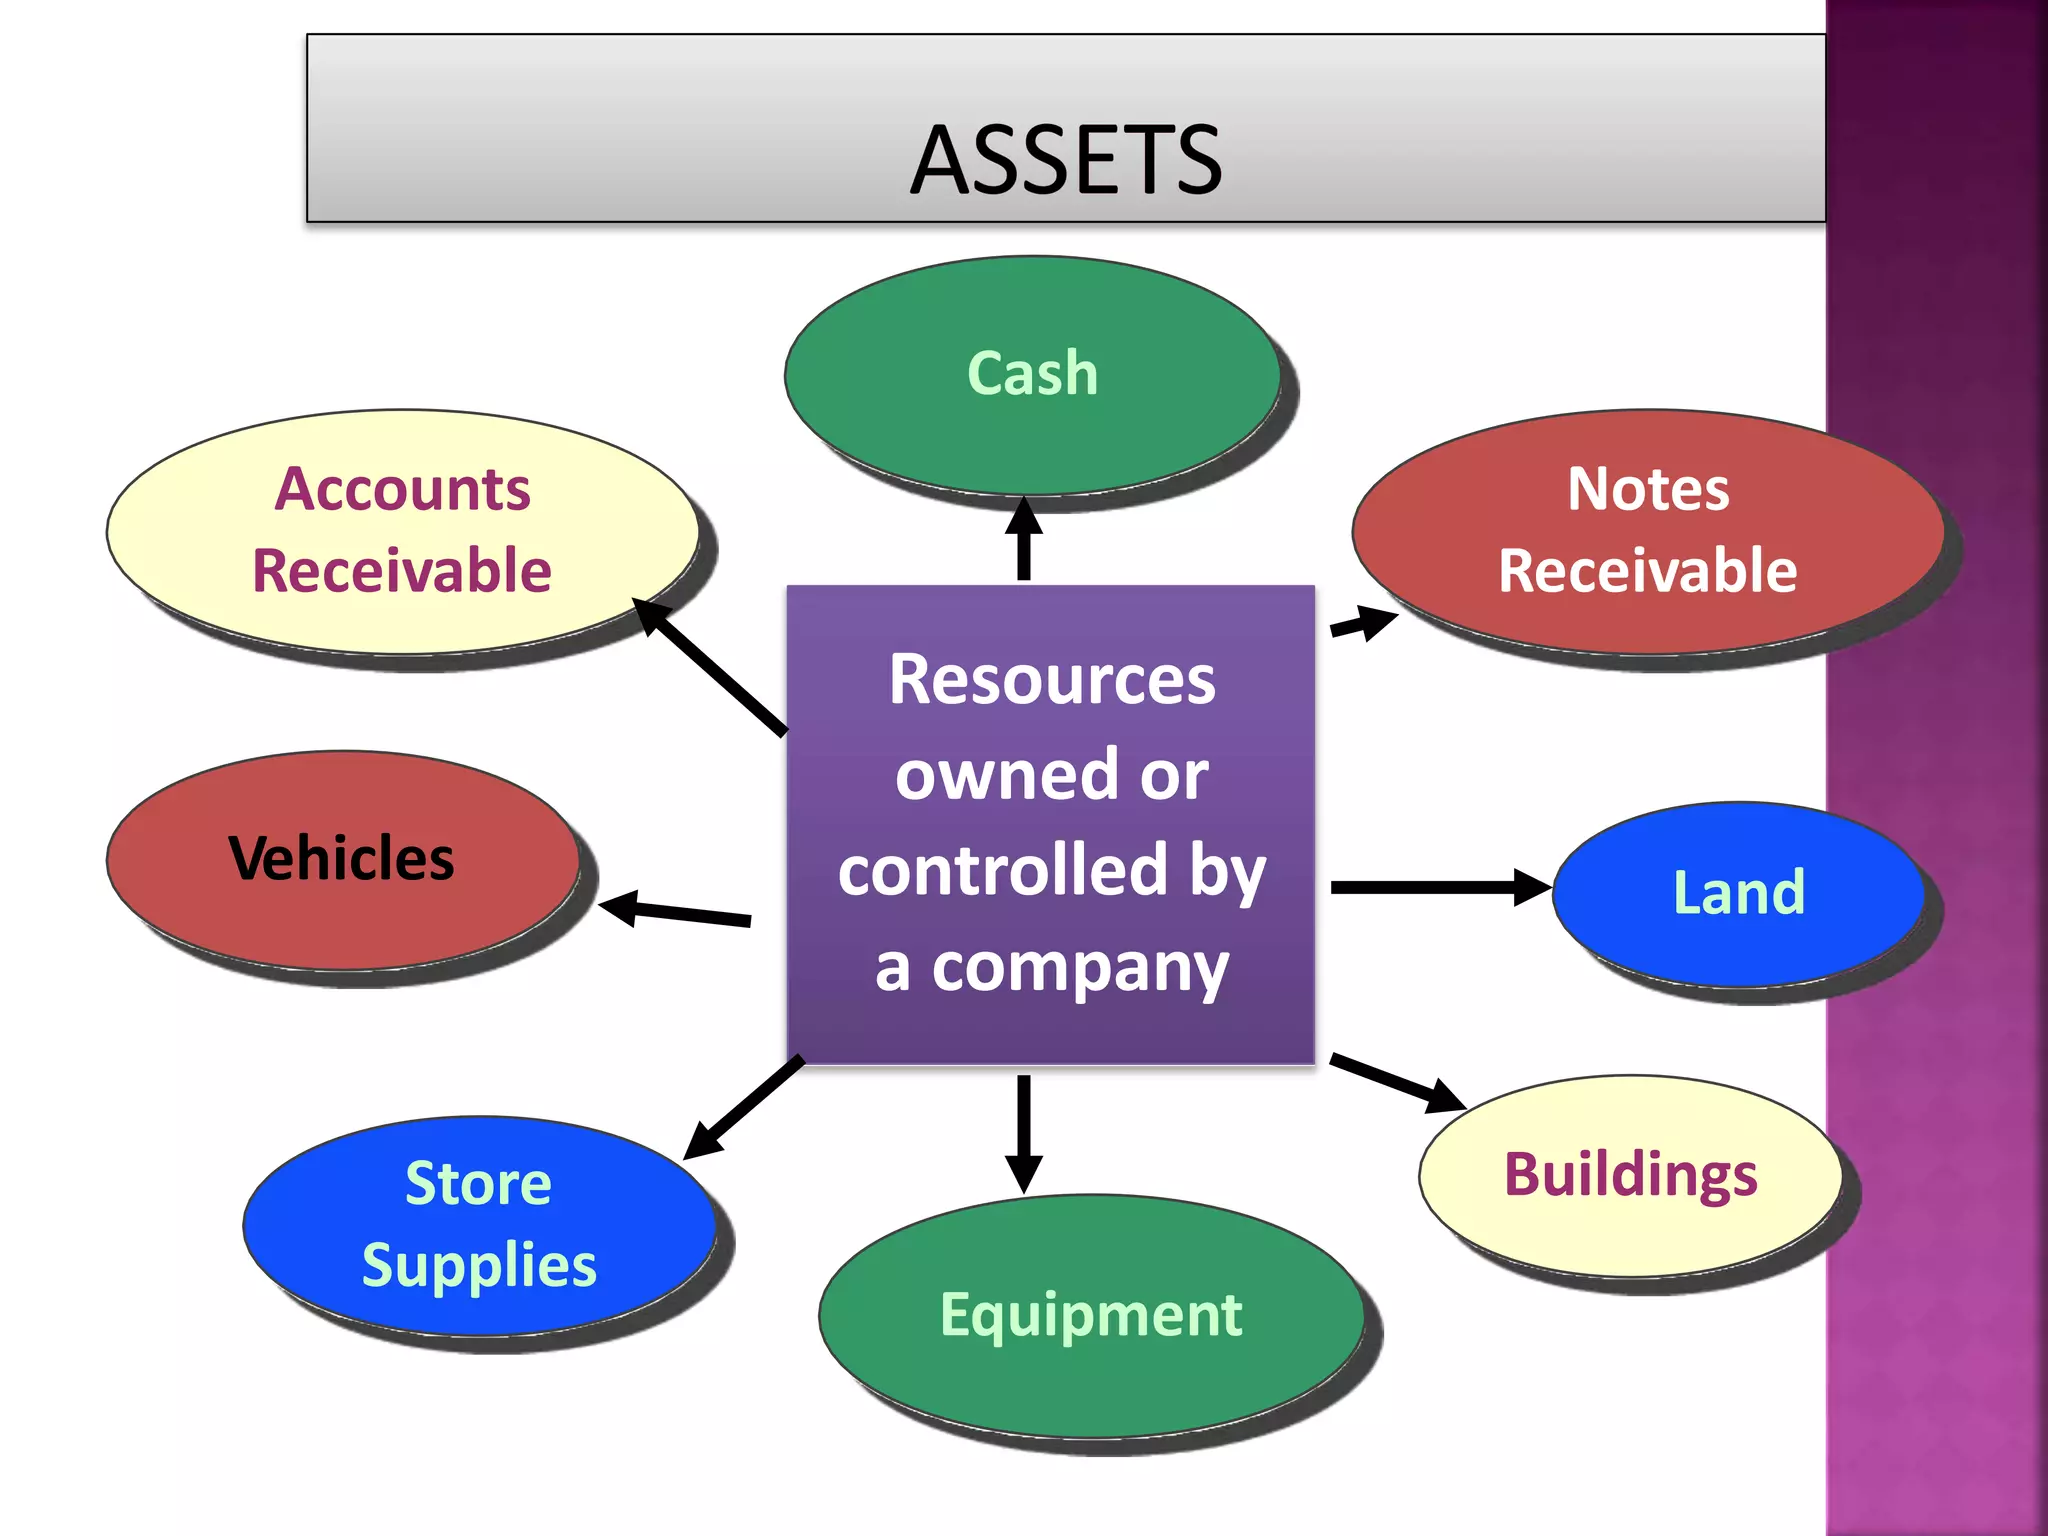 ASSETS
Cash
Accounts
Receivable
Notes
Receivable
Resources
owned or
controlled by
a company
Vehicles
Land
Store
Supplies
Buildings
Equipment